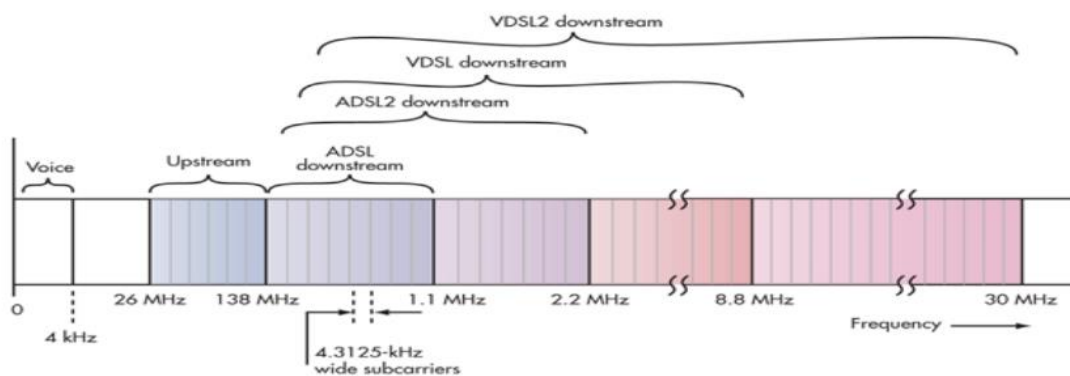 VDSL2 downstream
VDSL downstream
ADSL2 downstream
Voice
Upstream
ADSL
downstream
0
4 kHz
26 MHz
138 MHz
1.1 MHz
2.2 MHz
8.8 MHz
30 MHz
4.3125-kHz
wide subcarriers
Frequency